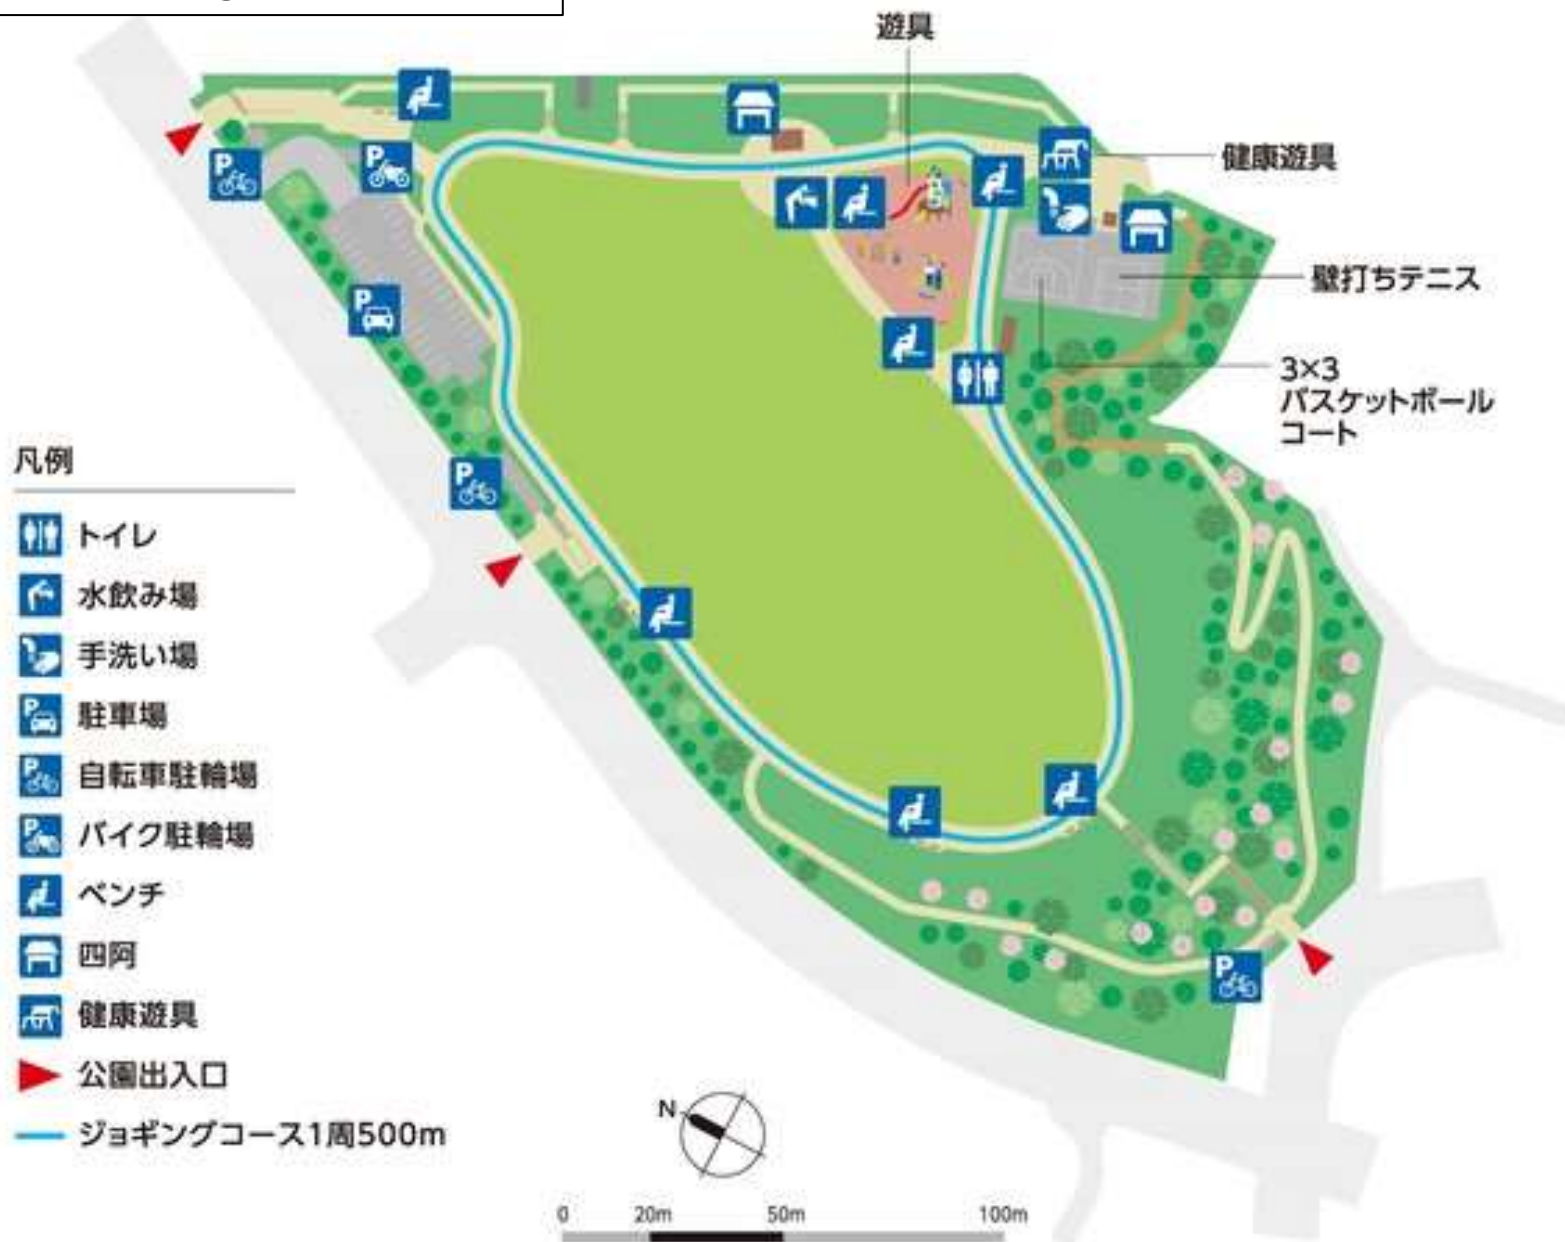 遊具
健康遊具
壁打ちテニス
3×3
バスケットボール
コート
P
P
P
P
P
凡例
トイレ
水飲み場
手洗い場
P 駐車場
P 自転車駐輪場
P バイク駐輪場
ベンチ
四阿
健康遊具
公園出入口
ジョギングコース1周500m
N
0 20m 50m 100m